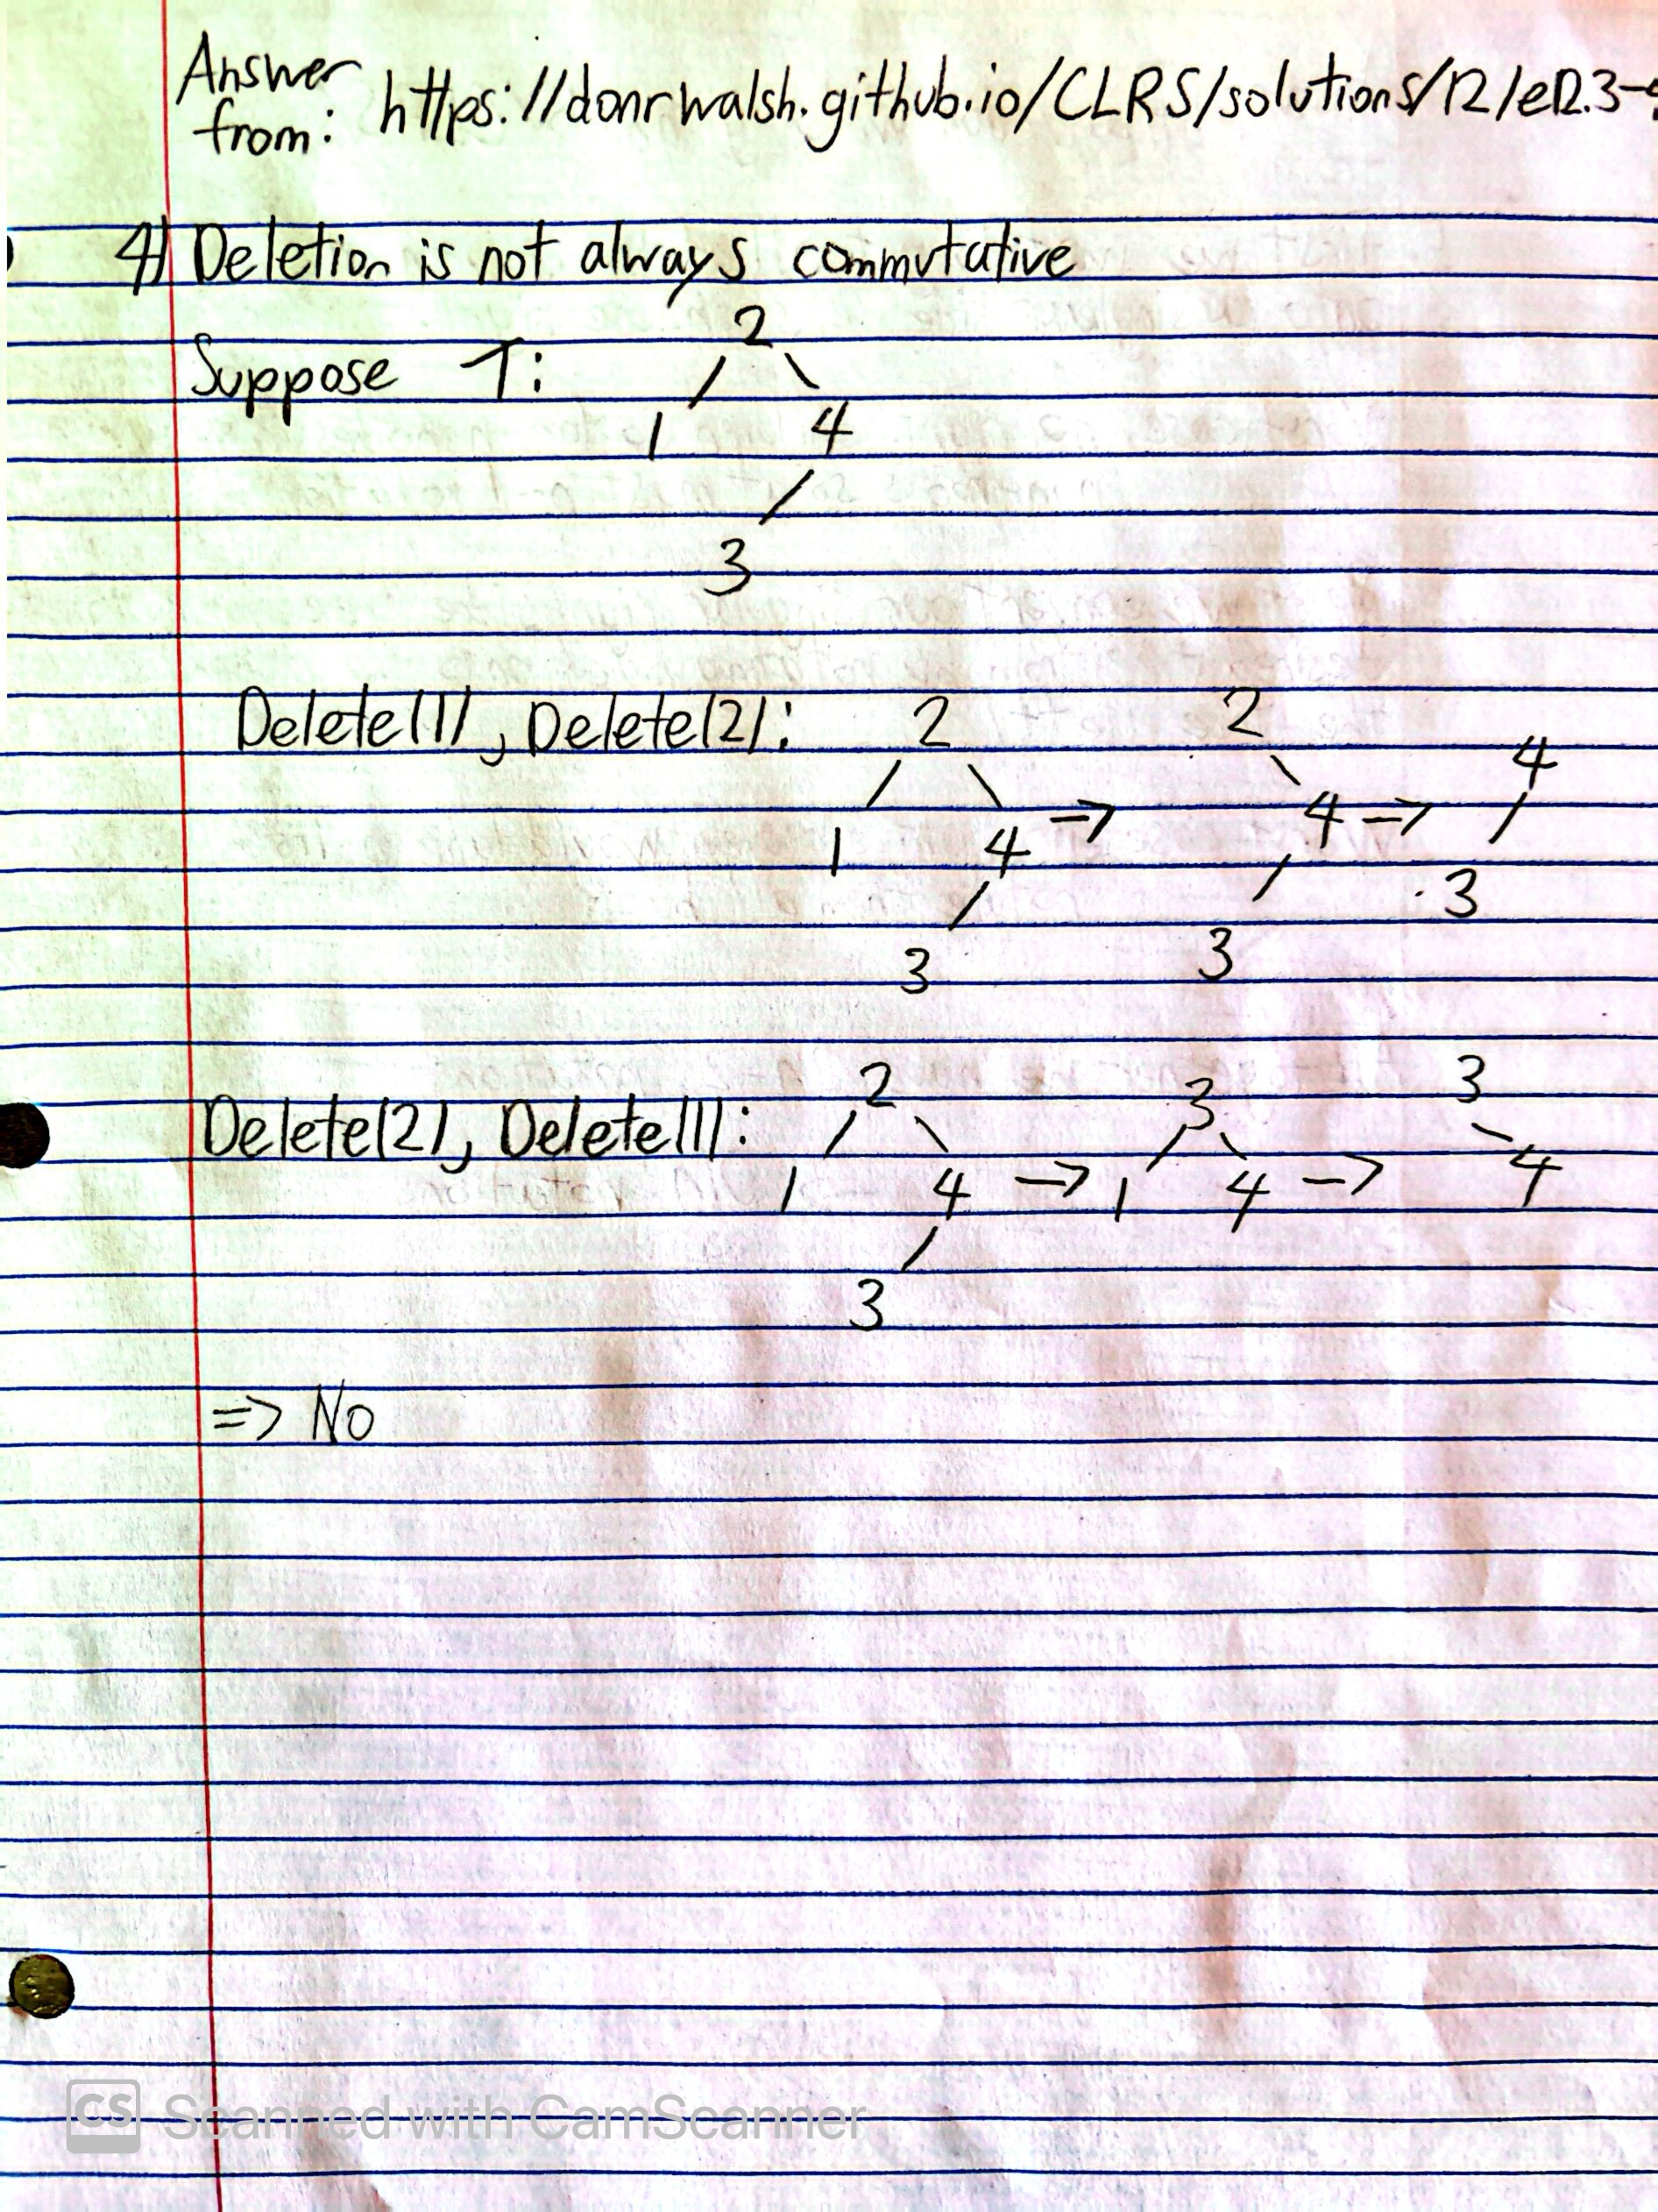 Answer
from: https://donrwalsh.github.io/CLRS/solutions/12/e12.3-
4) Deletion is not always commutative
2
Suppose T:
/ \
1 4
/
3
Delete(1), Delete(2): 2 2 4
/ \ \ /
1 4 => 4 => 3
/ /
3 3
Delete(2), Delete(1): 2 3 3
/ \ / \ \
1 4 -> 1 4 -> 4
/
3
=> No
CS Scanned with CamScanner